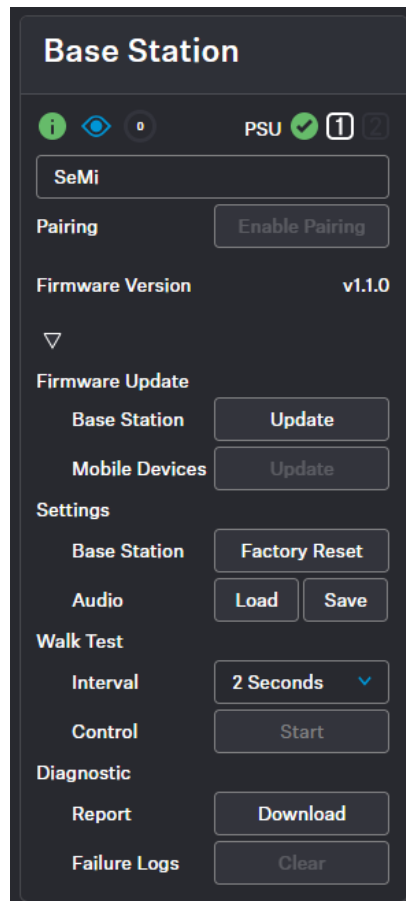 Base Station
i 0 PSU 1 2
SeMi
Pairing Enable Pairing
Firmware Version v1.1.0
Firmware Update
Base Station Update
Mobile Devices Update
Settings
Base Station Factory Reset
Audio Load Save
Walk Test
Interval 2 Seconds
Control Start
Diagnostic
Report Download
Failure Logs Clear